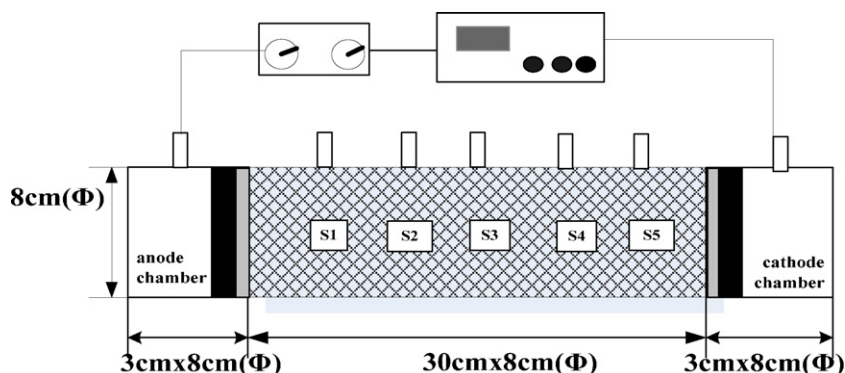 8cm(Φ)
S1
S2
S3
S4
S5
anode
chamber
cathode
chamber
3cmx8cm(Φ)
30cmx8cm(Φ)
3cmx8cm(Φ)